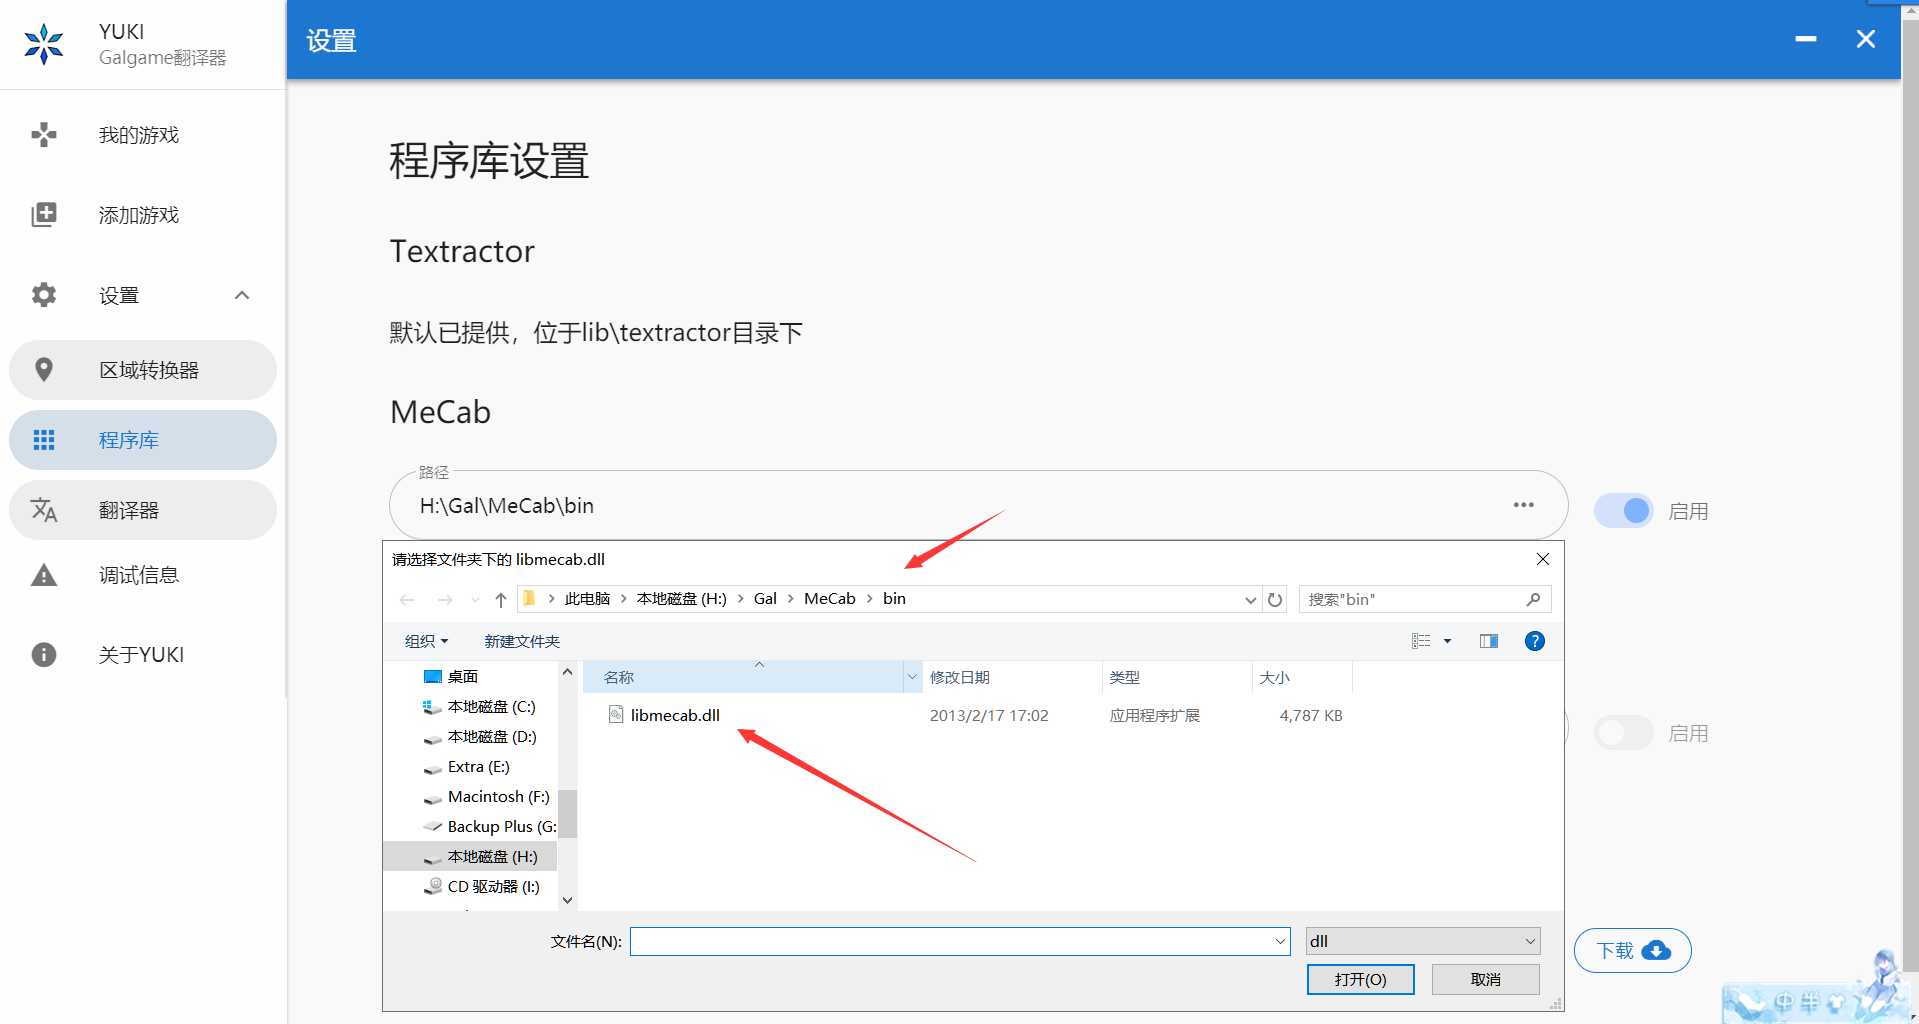 YUKI
Galgame翻译器
我的游戏
添加游戏
设置
区域转换器
程序库
翻译器
调试信息
关于YUKI
设置
程序库设置
Textractor
默认已提供，位于lib\textractor目录下
MeCab
路径
H:\Gal\MeCab\bin
启用
请选择文件夹下的 libmecab.dll
此电脑 本地磁盘 (H:) Gal MeCab bin
搜索"bin"
组织 新建文件夹
名称 修改日期 类型 大小
libmecab.dll 2013/2/17 17:02 应用程序扩展 4,787 KB
桌面
本地磁盘 (C:)
本地磁盘 (D:)
Extra (E:)
Macintosh (F:)
Backup Plus (G:
本地磁盘 (H:)
CD 驱动器 (I:)
启用
文件名(N):
dll
打开(O)
取消
下载
中 半